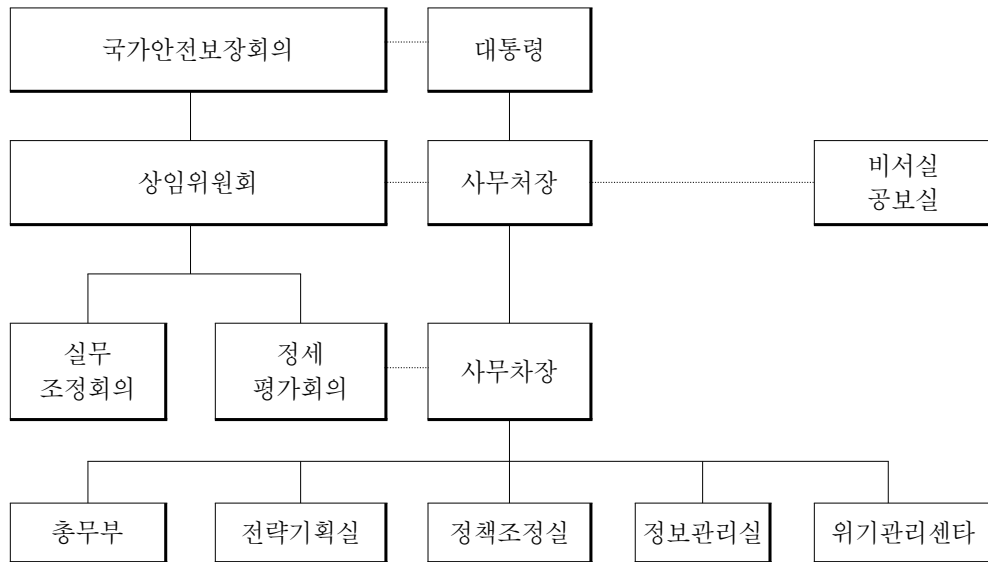 국가안전보장회의
대통령
상임위원회
사무처장
비서실
공보실
실무
조정회의
정세
평가회의
사무차장
총무부
전략기획실
정책조정실
정보관리실
위기관리센타